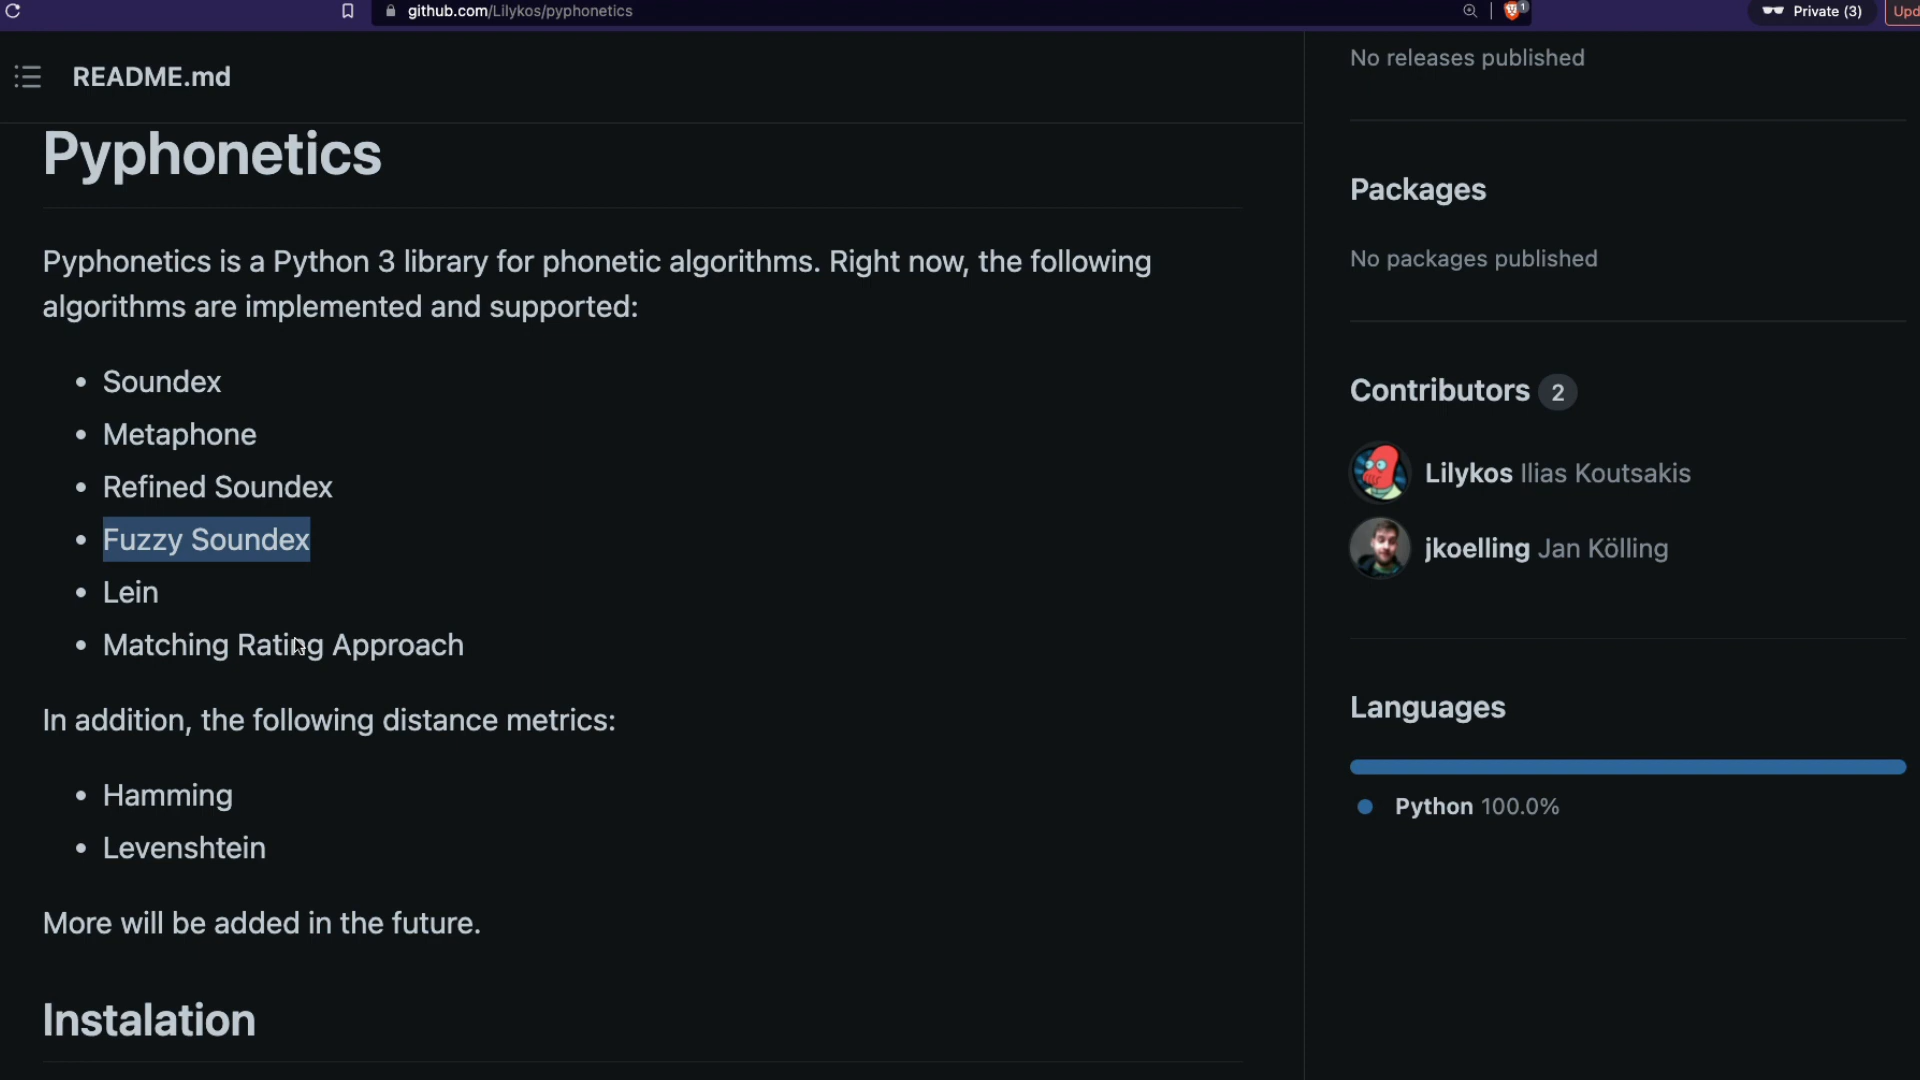 github.com/Lilykos/pyphonetics
1
Private (3)
Upd
README.md
Pyphonetics
Pyphonetics is a Python 3 library for phonetic algorithms. Right now, the following
algorithms are implemented and supported:
• Soundex
• Metaphone
• Refined Soundex
• Fuzzy Soundex
• Lein
• Matching Rating Approach
In addition, the following distance metrics:
• Hamming
• Levenshtein
More will be added in the future.
Instalation
No releases published
Packages
No packages published
Contributors 2
Lilykos Ilias Koutsakis
jkoelling Jan Kölling
Languages
Python 100.0%